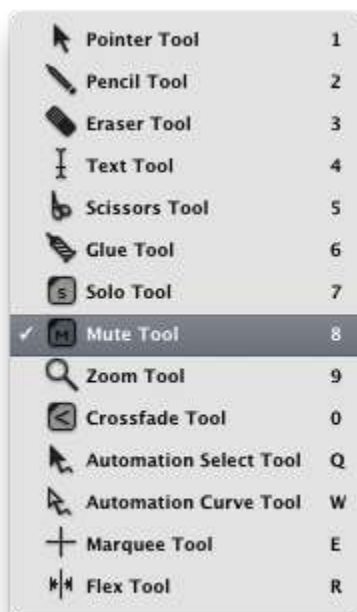 Pointer Tool 1
Pencil Tool 2
Eraser Tool 3
Text Tool 4
Scissors Tool 5
Glue Tool 6
S Solo Tool 7
M Mute Tool 8
Zoom Tool 9
Crossfade Tool 0
Automation Select Tool Q
Automation Curve Tool W
Marquee Tool E
Flex Tool R